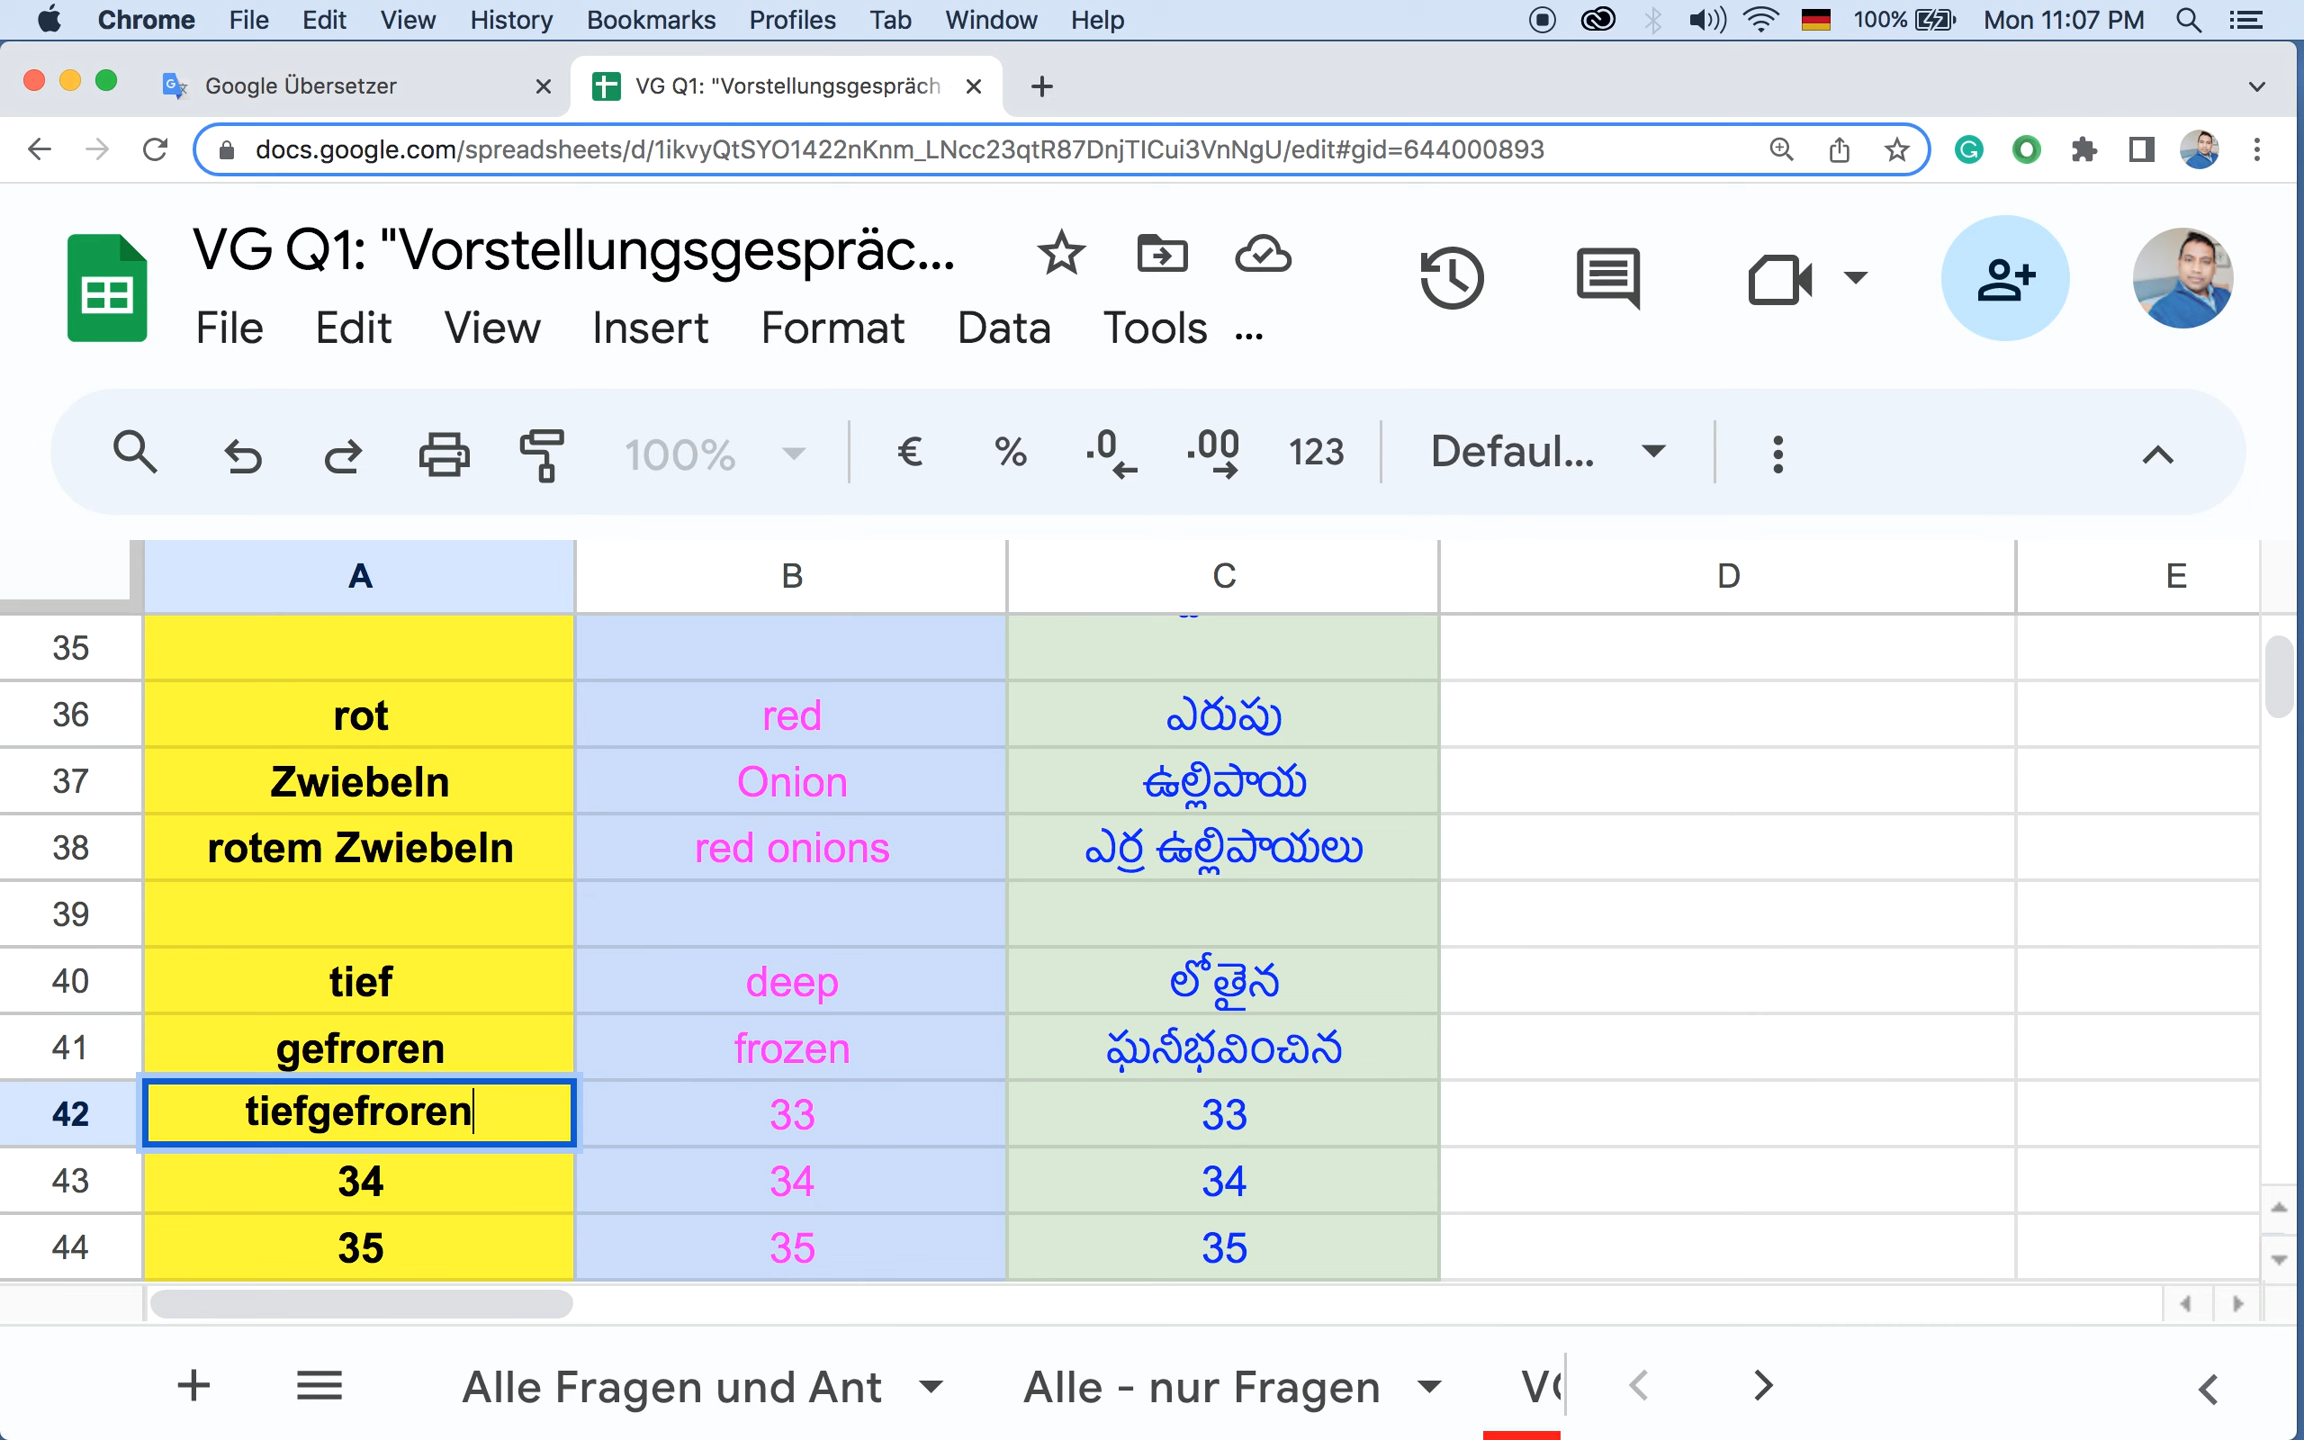 Chrome File Edit View History Bookmarks Profiles Tab Window Help 100% Mon 11:07 PM
Google Übersetzer VG Q1: "Vorstellungsgespräch
docs.google.com/spreadsheets/d/1ikvyQtSYO1422nKnm_LNcc23qtR87DnjTICui3VnNgU/edit#gid=644000893
VG Q1: "Vorstellungsgespräc...
File Edit View Insert Format Data Tools ...
100% € % .0 .00 123 Defaul...
A B C D E
35
36 rot red ఎరుపు
37 Zwiebeln Onion ఉల్లిపాయ
38 rotem Zwiebeln red onions ఎర్ర ఉల్లిపాయలు
39
40 tief deep లోతైన
41 gefroren frozen ఘనీభవించిన
42 tiefgefroren 33 33
43 34 34 34
44 35 35 35
Alle Fragen und Ant Alle - nur Fragen